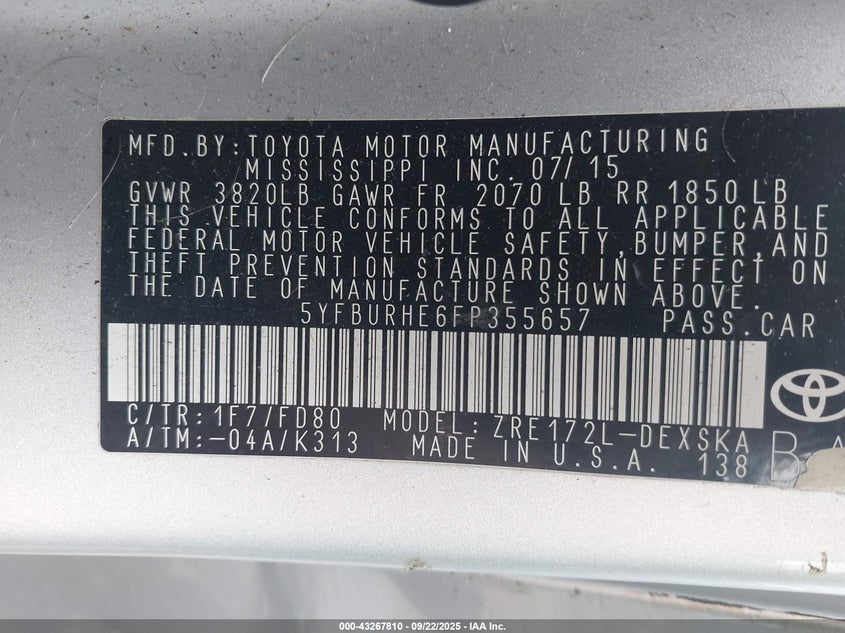 MFD.BY:TOYOTA MOTOR MANUFACTURING
MISSISSIPPI INC. 07/15
GVWR 3820LB GAWR FR 2070 LB RR 1850 LB
THIS VEHICLE CONFORMS TO ALL APPLICABLE
FEDERAL MOTOR VEHICLE SAFETY,BUMPER,AND
THEFT PREVENTION STANDARDS IN EFFECT ON
THE DATE OF MANUFACTURE SHOWN ABOVE.
5YFBURHE6FP355657 PASS.CAR
C/TR:1F7/FD80 MODEL:ZRE172L-DEXSKA
A/TM:-04A/K313 MADE IN U.S.A. 138
000-43267810 - 09/22/2025 - IAA Inc.